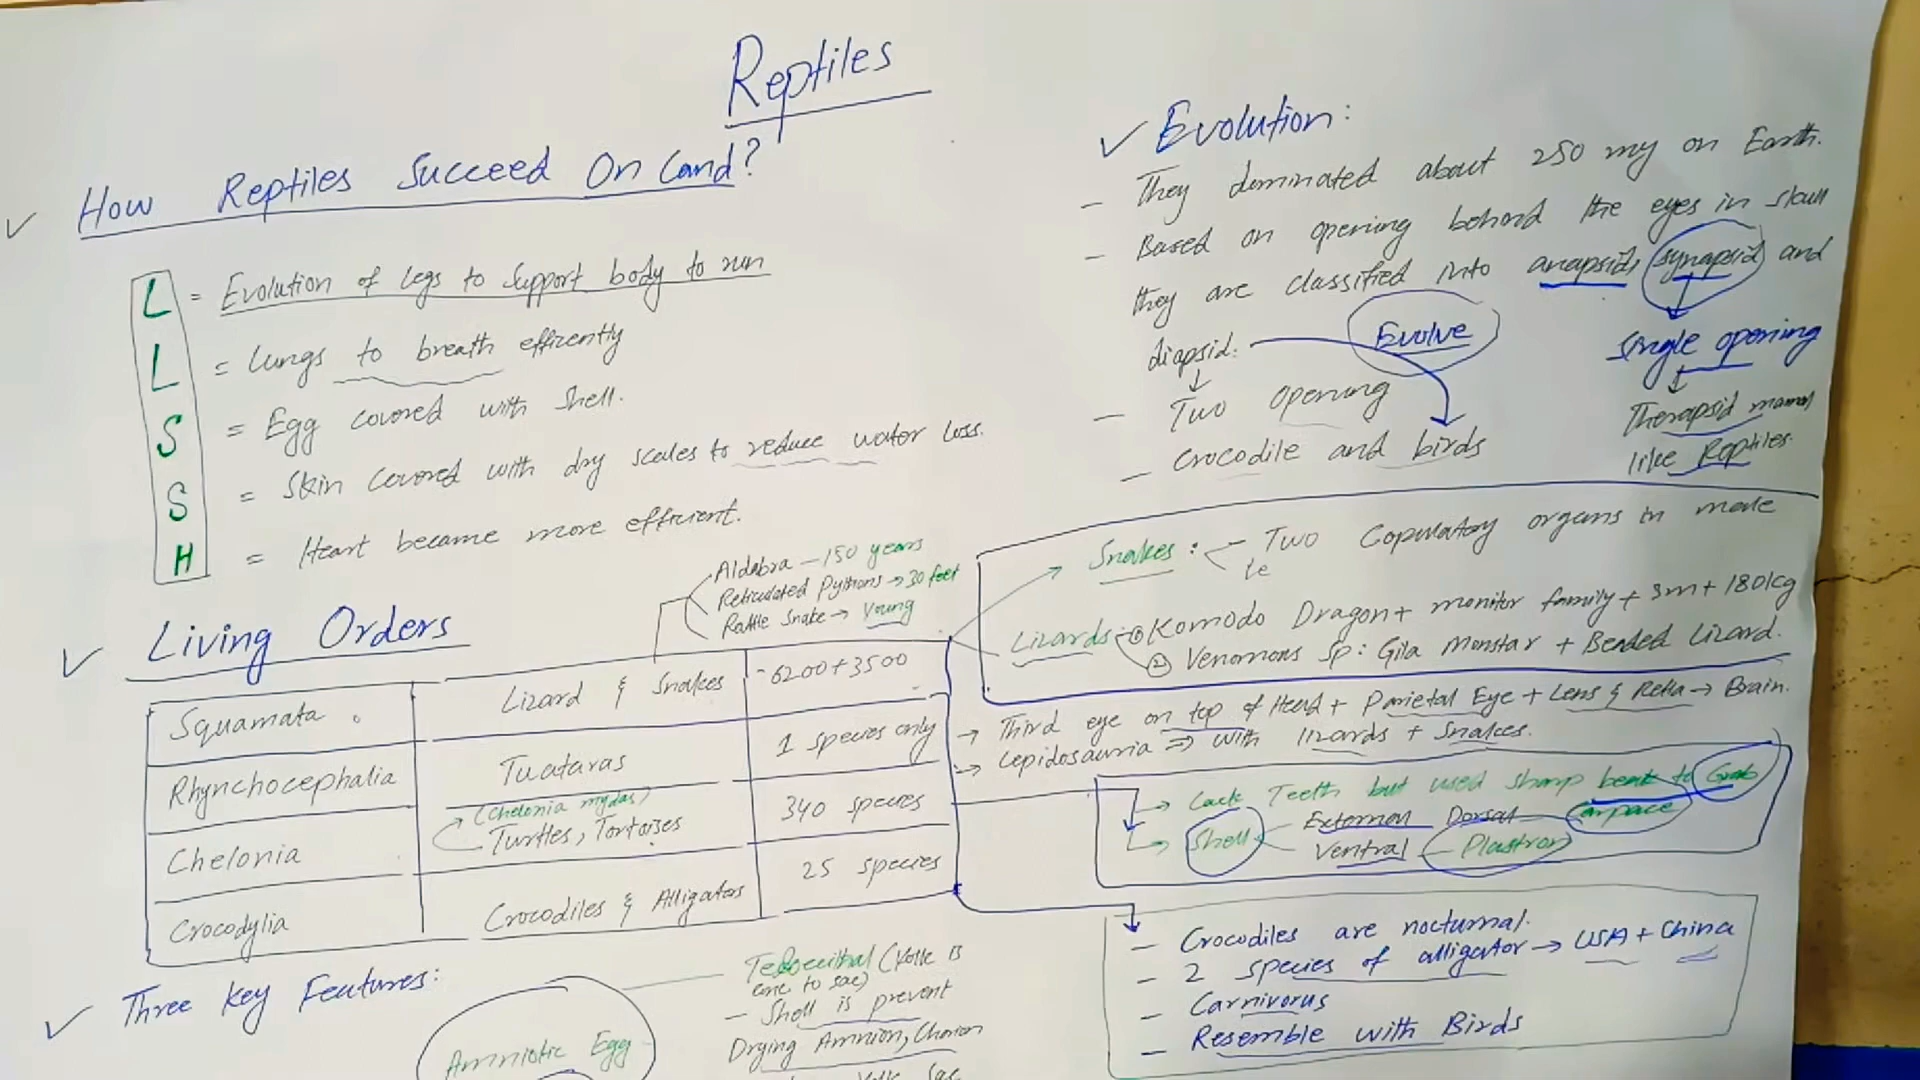 Reptiles
How Reptiles Succeed On Land?
L = Evolution of legs to support body to run
L = Lungs to breath efficently
S = Egg covered with shell.
S = Skin covered with dry scales to reduce water loss.
H = Heart became more efficient.
Evolution:
- They dominated about 250 my on Earth.
- Based on opening behind the eyes in skull
they are classified into anapsid, synapsid and
diapsid.
Evolve
Single opening
- Two opening
Therapsid mammal
- Crocodile and birds
like Reptiles.
Aldabra - 150 years
Reticulated Pythons → 30 feet
Rattle Snake → Young
Snakes: - Two Copulatory organs in male
Lizards: ① Komodo Dragon + monitor family + 3m + 180kg
② Venomons Sp: Gila Monstar + Beaded Lizard.
Living Orders
Squamata Lizard & Snakes ~6200+3500
Rhynchocephalia Tuataras 1 species only
→ Third eye on top of Head + Parietal Eye + Lens & → Brain.
→ Lepidosauria ⇒ with lizards + Snakes.
(Chelonia mydas)
Chelonia Turtles, Tortoises 340 species
→ Lack Teeth but used sharp beak to Grab
→ Shell External Dorsal - Carpace
Ventral - Plastron
Crocodylia Crocodiles & Alligators 25 species
- Crocodiles are nocturnal.
- 2 species of alligator → USA + China
- Carnivorus
- Resemble with Birds
Three Key Features:
Amniotic Egg
(Yolk is
to sac)
- Shell is prevent
Drying Amnion, Chorion
Yolk Sac